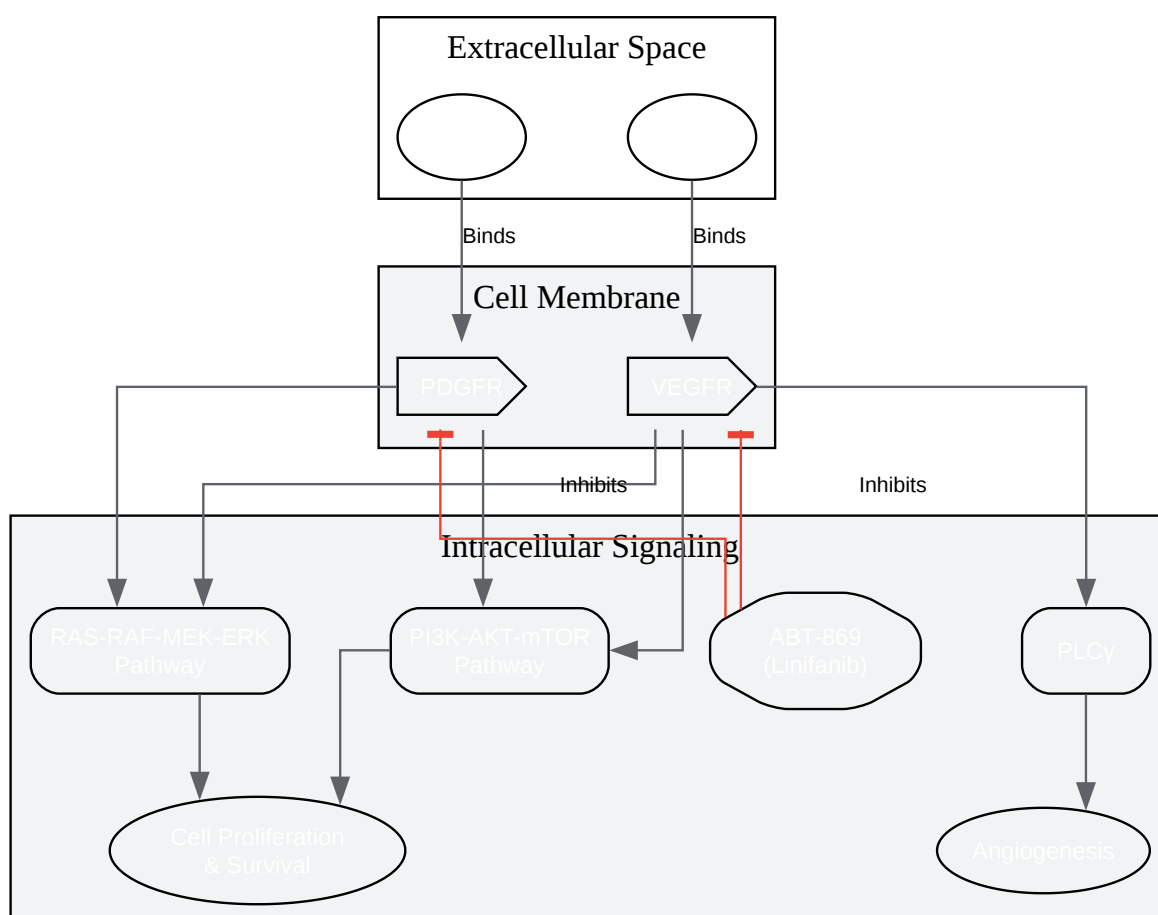 Extracellular Space
Binds
Binds
Cell Membrane
PDGFR
VEGFR
Inhibits
Inhibits
Intracellular Signaling
RAS-RAF-MEK-ERK
Pathway
PI3K-AKT-mTOR
Pathway
ABT-869
(Linifanib)
PLCγ
Cell Proliferation
& Survival
Angiogenesis